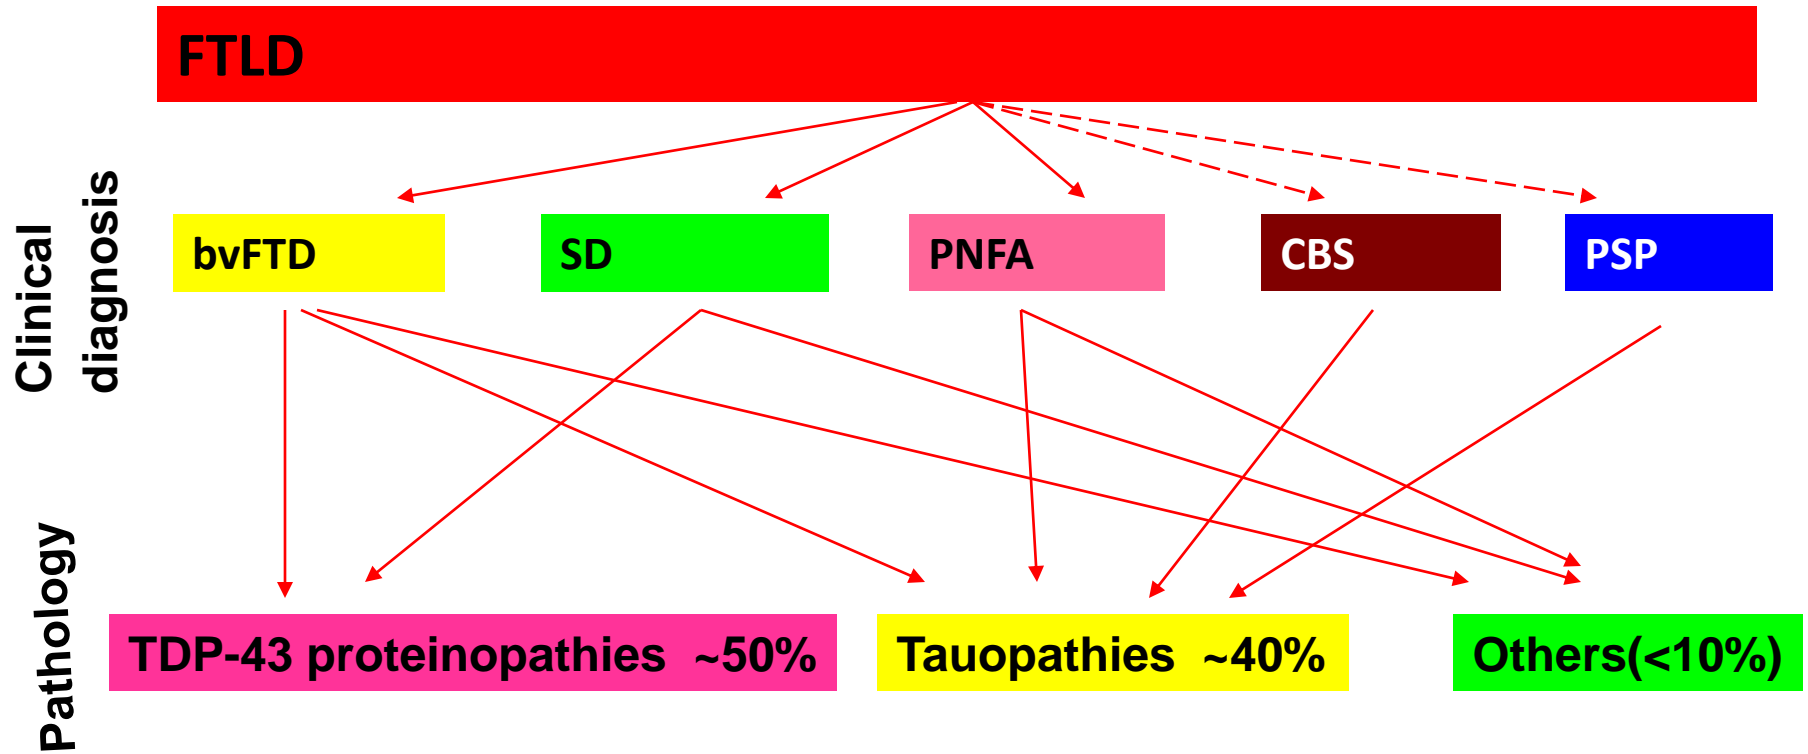 FTLD
Clinical
diagnosis
bvFTD
SD
PNFA
CBS
PSP
Pathology
TDP-43 proteinopathies ~50%
Tauopathies ~40%
Others(<10%)